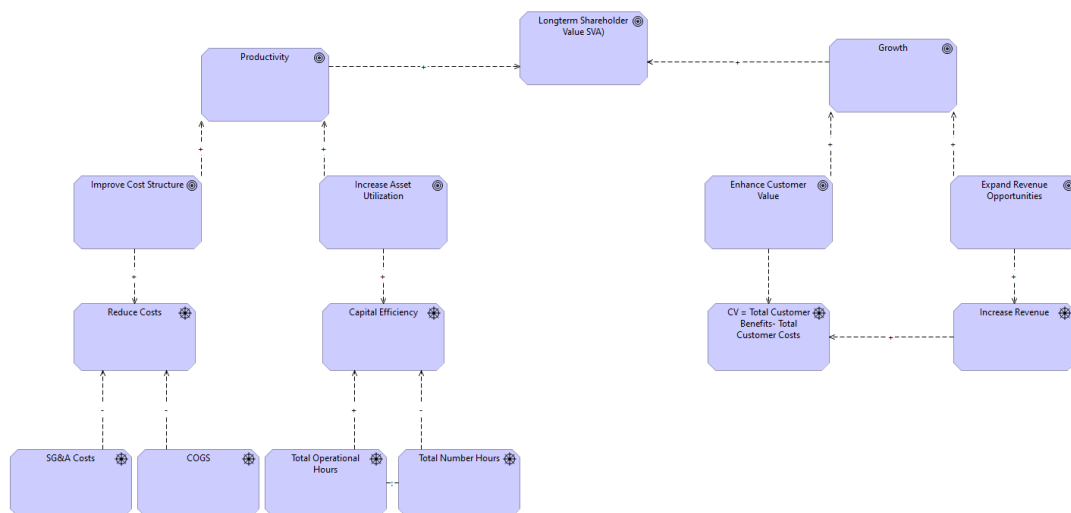 Longterm Shareholder
Value SVA)
Productivity
Growth
+
+
+
+
+
+
Improve Cost Structure
Increase Asset
Utilization
Enhance Customer
Value
Expand Revenue
Opportunities
+
+
+
+
Reduce Costs
Capital Efficiency
CV = Total Customer
Benefits- Total
Customer Costs
Increase Revenue
+
-
-
+
-
SG&A Costs
COGS
Total Operational
Hours
Total Number Hours
: